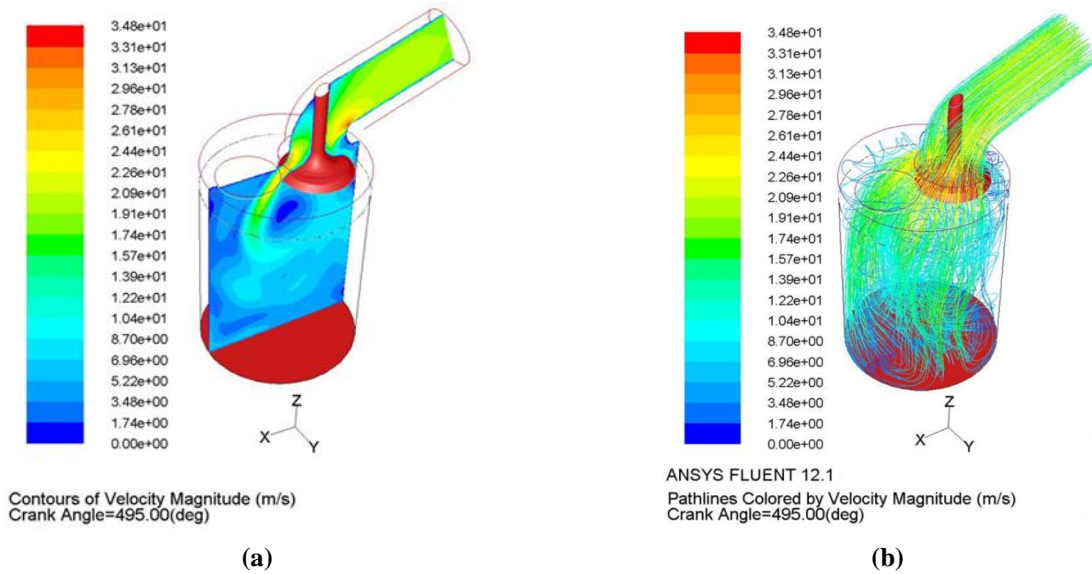 3.48e+01
3.31e+01
3.13e+01
2.96e+01
2.78e+01
2.61e+01
2.44e+01
2.26e+01
2.09e+01
1.91e+01
1.74e+01
1.57e+01
1.39e+01
1.22e+01
1.04e+01
8.70e+00
6.96e+00
5.22e+00
3.48e+00
1.74e+00
0.00e+00
Z
X
Y
Contours of Velocity Magnitude (m/s)
Crank Angle=495.00(deg)
(a)
3.48e+01
3.31e+01
3.13e+01
2.96e+01
2.78e+01
2.61e+01
2.44e+01
2.26e+01
2.09e+01
1.91e+01
1.74e+01
1.57e+01
1.39e+01
1.22e+01
1.04e+01
8.70e+00
6.96e+00
5.22e+00
3.48e+00
1.74e+00
0.00e+00
Z
X
Y
ANSYS FLUENT 12.1
Pathlines Colored by Velocity Magnitude (m/s)
Crank Angle=495.00(deg)
(b)